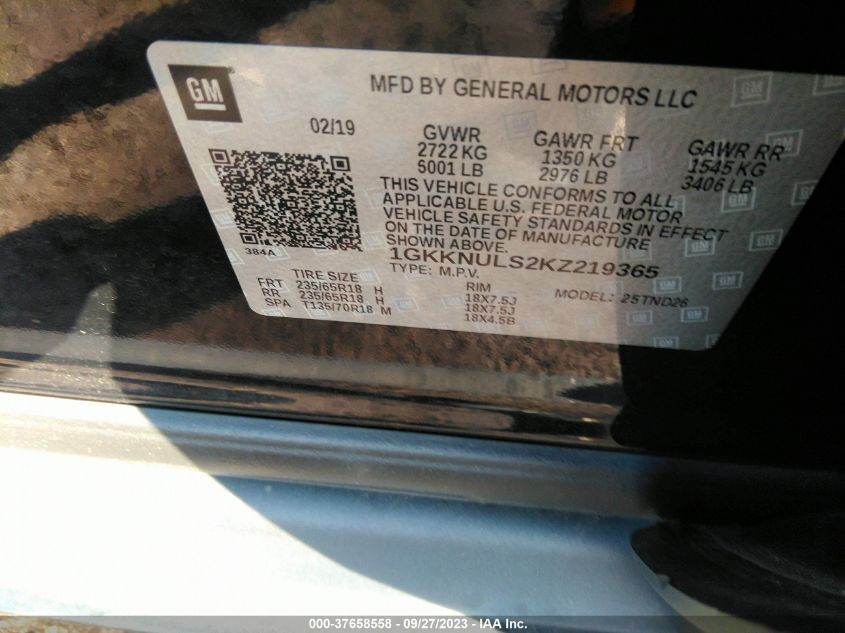 GM
MFD BY GENERAL MOTORS LLC
02/19
GVWR
2722 KG
6001 LB
GAWR FRT
1350 KG
2976 LB
GAWR RR
1545 KG
3406 LB
THIS VEHICLE CONFORMS TO ALL
APPLICABLE U.S. FEDERAL MOTOR
VEHICLE SAFETY STANDARDS IN EFFECT
ON THE DATE OF MANUFACTURE
SHOWN ABOVE.
384A
1GKKNULS2KZ219365
TYPE: M.P.V.
MODEL: 25TND26
TIRE SIZE RIM
FRT 235/65R18 H 18X7.5J
RR 235/65R18 H 18X7.5J
SPA T135/70R18 M 18X4.5B
000-37658558 - 09/27/2023 - IAA Inc.